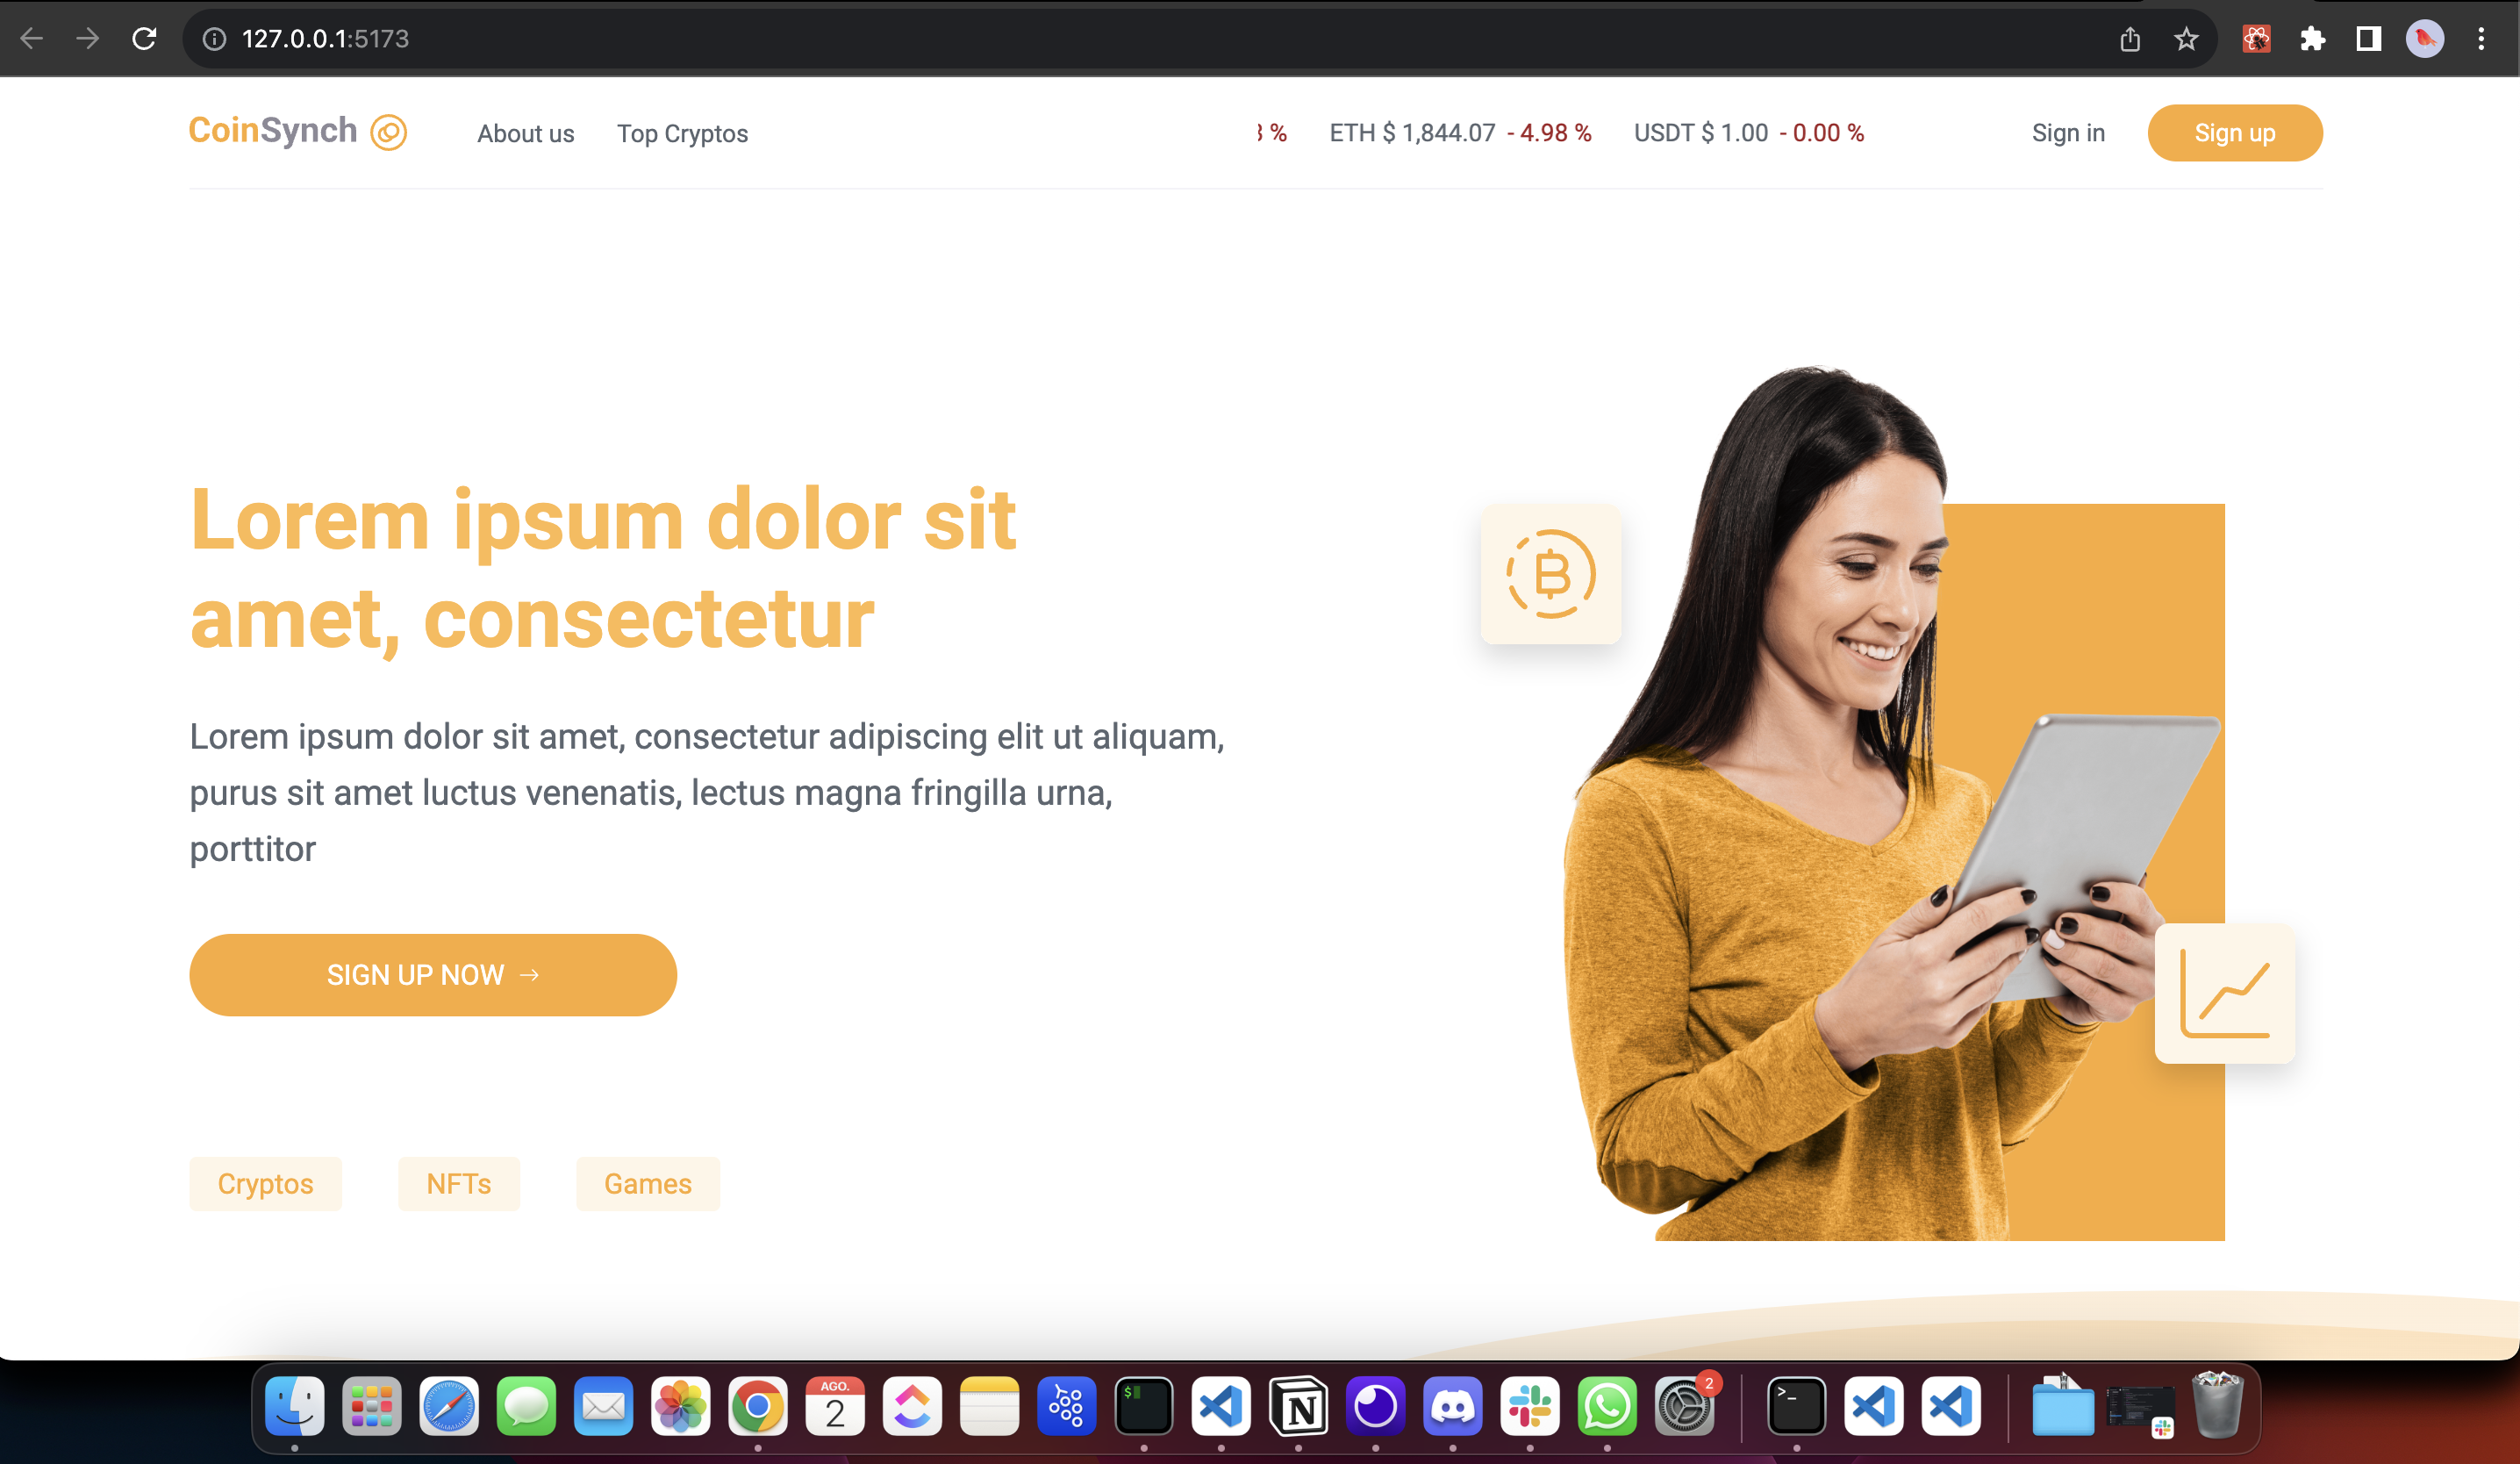 127.0.0.1:5173
CoinSynch
About us
Top Cryptos
%
ETH $ 1,844.07 - 4.98 %
USDT $ 1.00 - 0.00 %
Sign in
Sign up
Lorem ipsum dolor sit
amet, consectetur
Lorem ipsum dolor sit amet, consectetur adipiscing elit ut aliquam,
purus sit amet luctus venenatis, lectus magna fringilla urna,
porttitor
SIGN UP NOW →
Cryptos
NFTs
Games
AGO.
2
$
N
2
>_